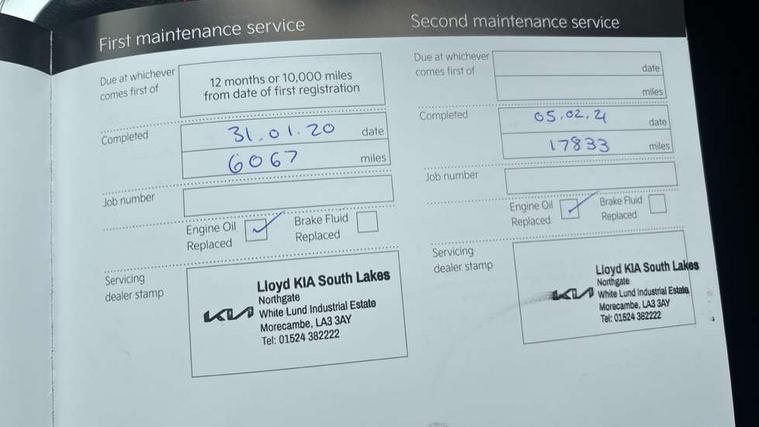 First maintenance service
Due at whichever
comes first of
12 months or 10,000 miles
from date of first registration
Completed
31.01.20 date
6067 miles
Job number
Engine Oil
Replaced
Brake Fluid
Replaced
Servicing
dealer stamp
KIA
Lloyd KIA South Lakes
Northgate
White Lund Industrial Estate
Morecambe, LA3 3AY
Tel: 01524 382222
Second maintenance service
Due at whichever
comes first of
date
miles
Completed
05.02.21 date
17833 miles
Job number
Engine Oil
Replaced
Brake Fluid
Replaced
Servicing
dealer stamp
KIA
Lloyd KIA South Lakes
Northgate
White Lund Industrial Estate
Morecambe, LA3 3AY
Tel: 01524 382222